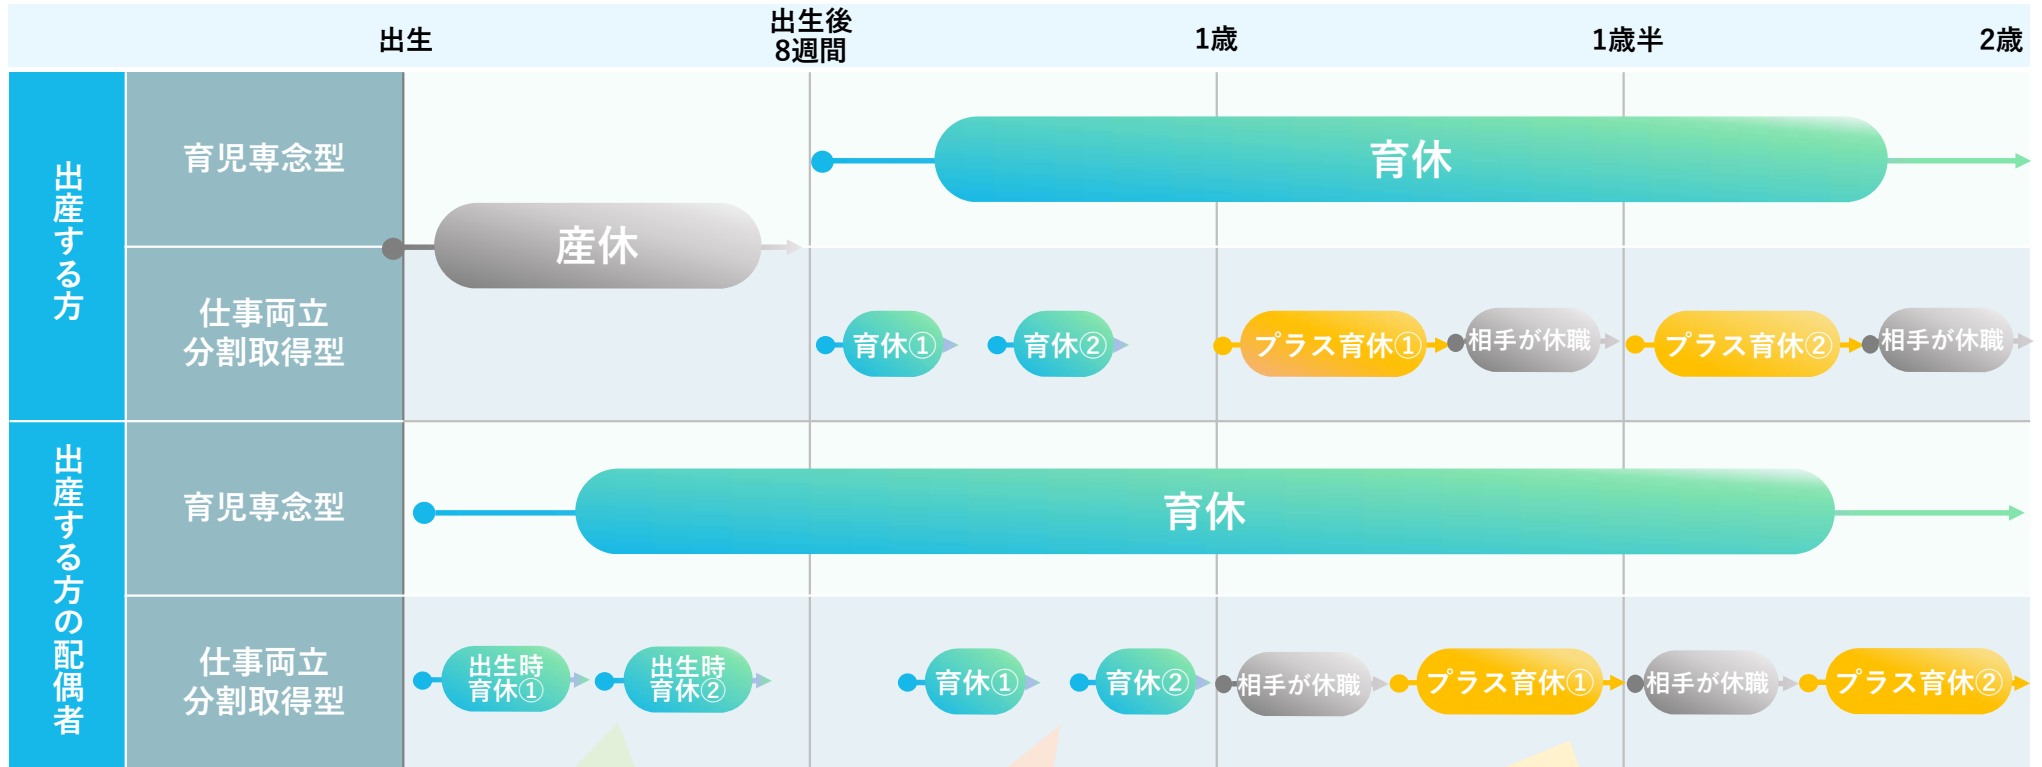 出生
出生後
8週間
1歳
1歳半
2歳
出産する方
育児専念型
育休
産休
仕事両立
分割取得型
育休①
育休②
プラス育休①
相手が休職
プラス育休②
相手が休職
出産する方の配偶者
育児専念型
育休
仕事両立
分割取得型
出生時
育休①
出生時
育休②
育休①
育休②
相手が休職
プラス育休①
相手が休職
プラス育休②